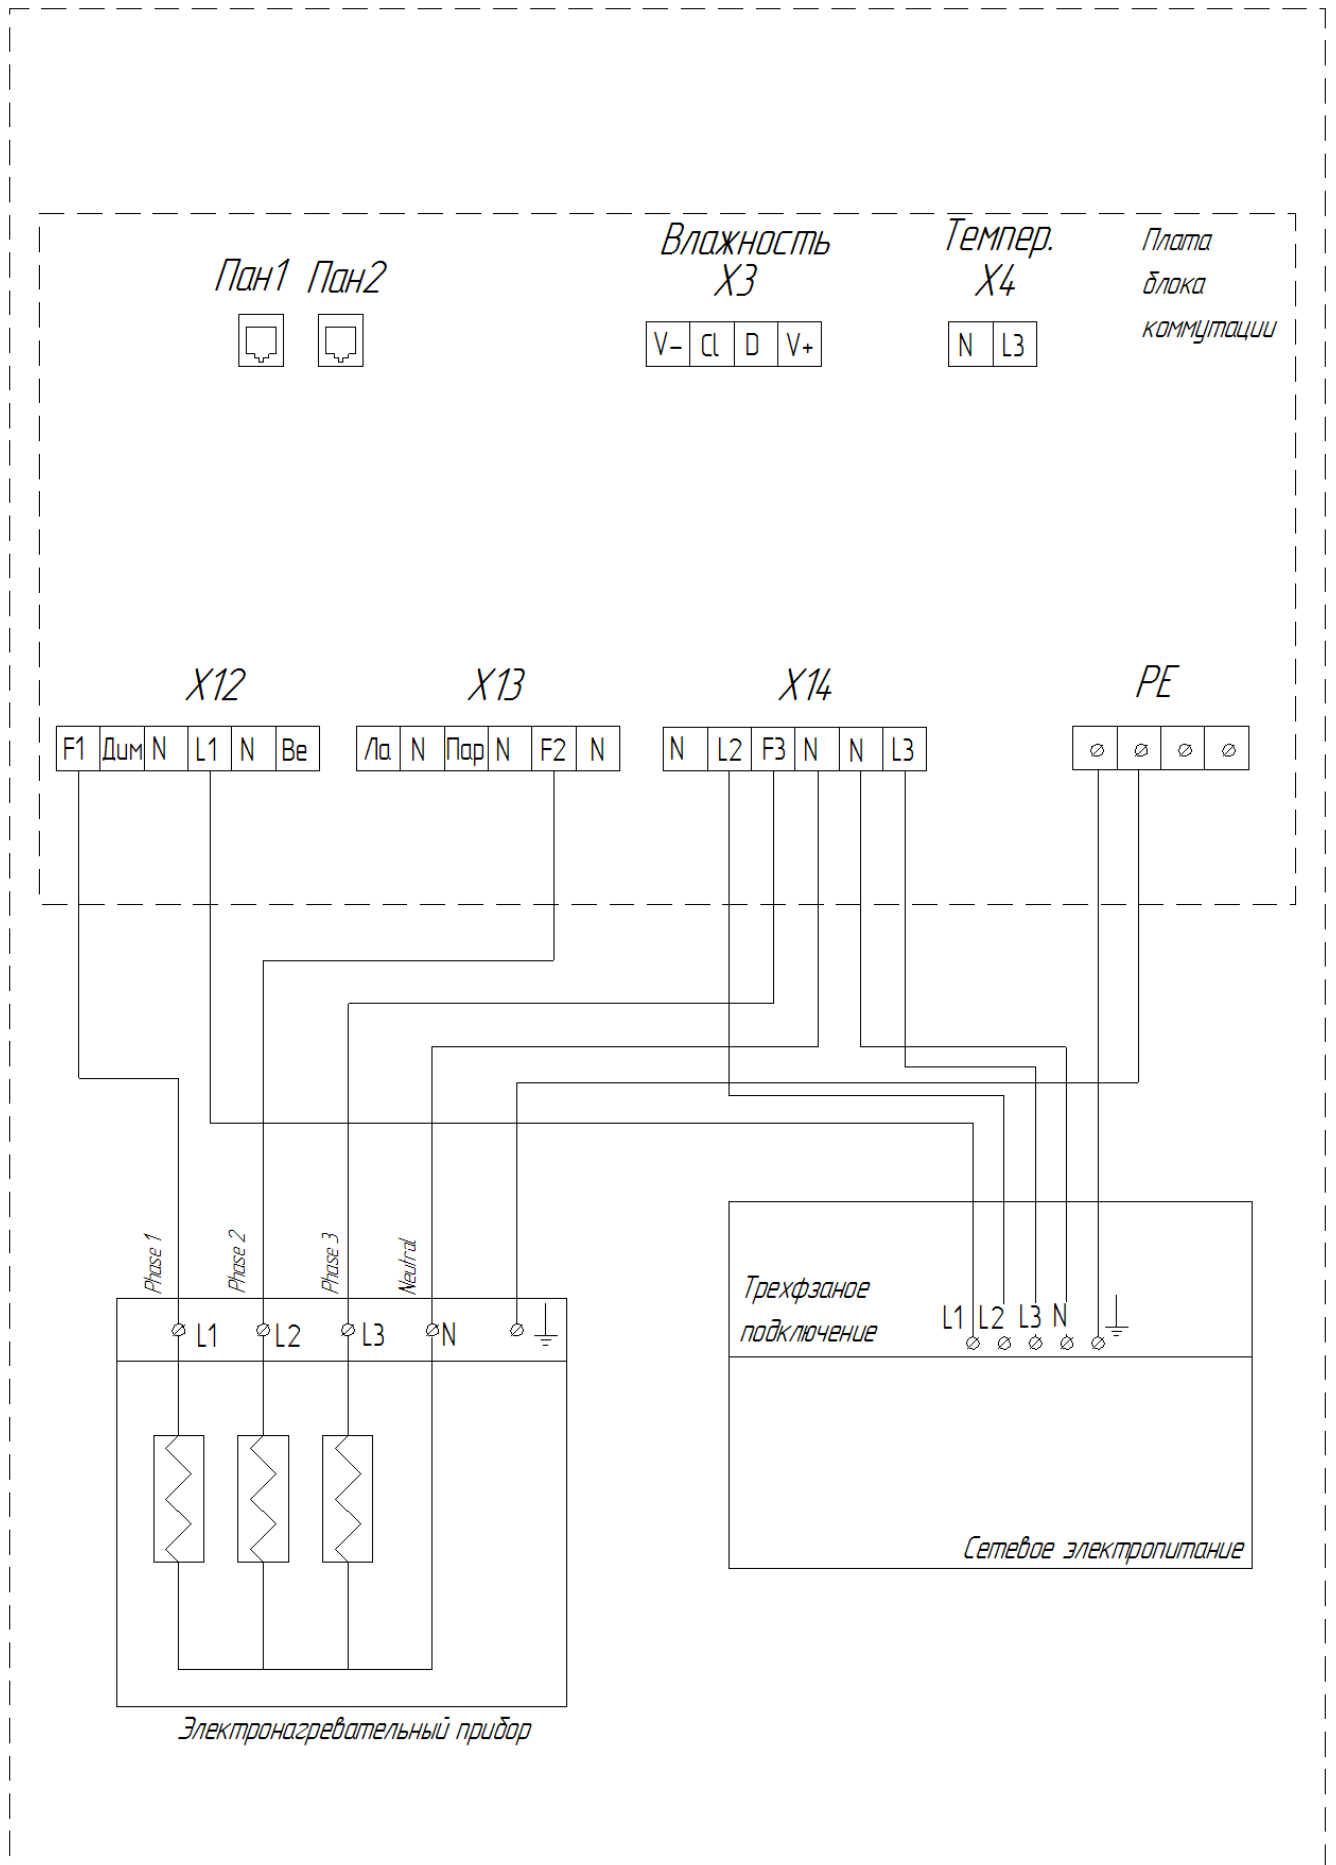 Влажность
Темпер.
Плата
Пан1 Пан2
X3
X4
блока
V- Cl D V+
N L3
коммутации
X12
X13
X14
PE
F1 Дим N L1 N Ве
Ла N Пар N F2 N
N L2 F3 N N L3
Phase 1
Phase 2
Phase 3
Neutral
L1 L2 L3 N
Трехфзаное
подключение
L1 L2 L3 N
Сетевое электропитание
Электронагревательный прибор